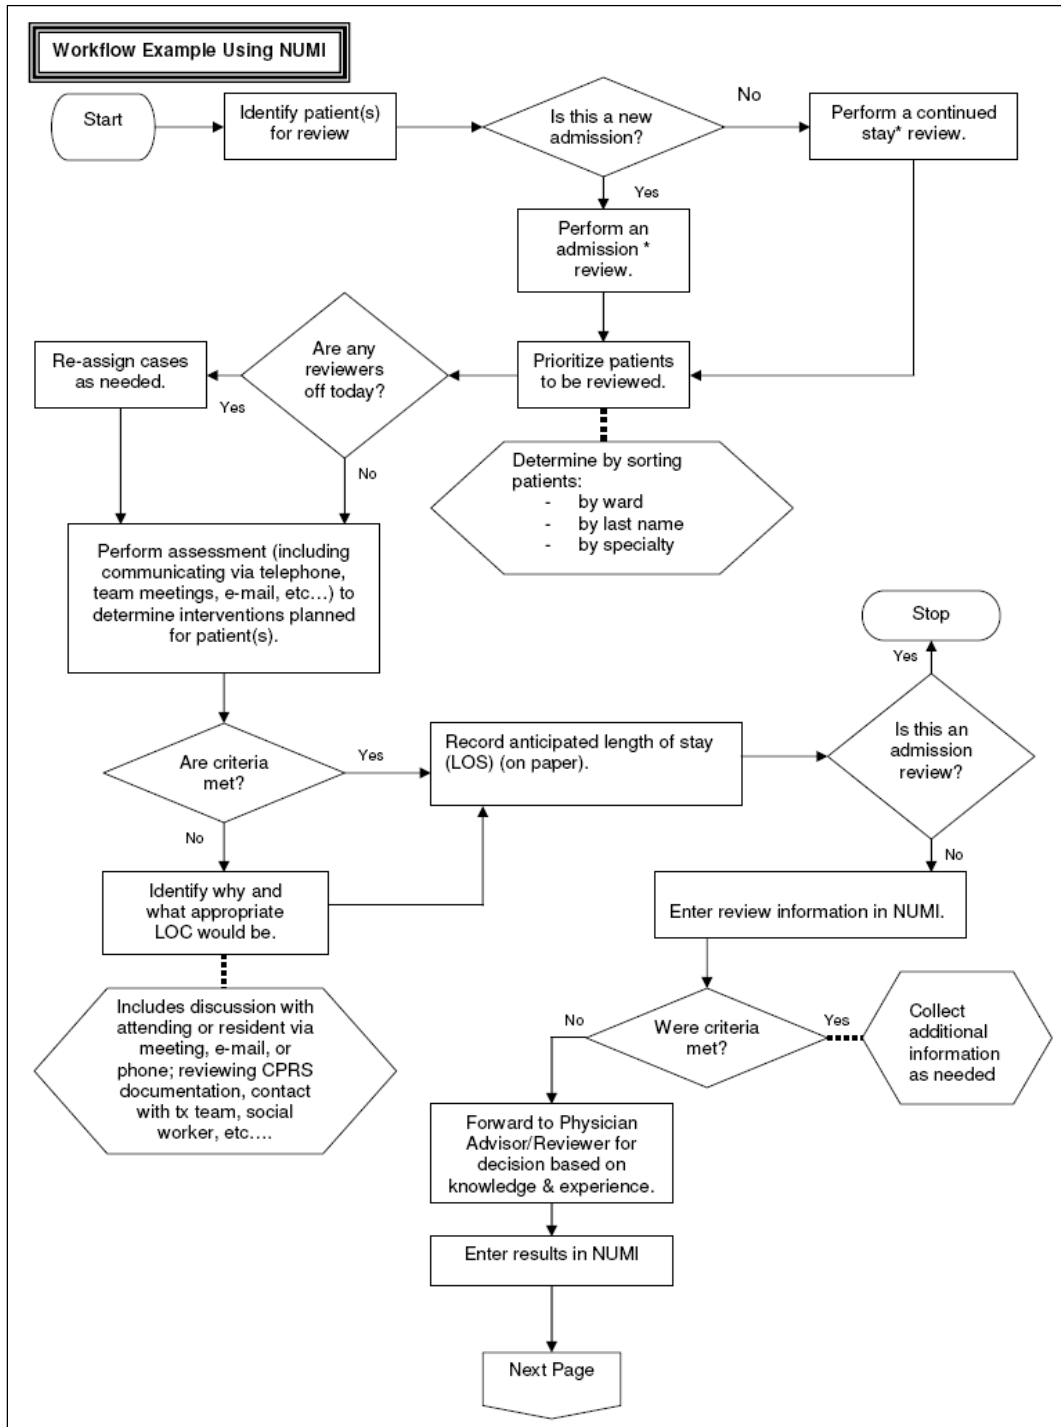 Workflow Example Using NUMI
Start
Identify patient(s)
for review
Is this a new
admission?
No
Perform a continued
stay* review.
Yes
Perform an
admission *
review.
Re-assign cases
as needed.
Yes
Are any
reviewers
off today?
No
Prioritize patients
to be reviewed.
Determine by sorting
patients:
- by ward
- by last name
- by specialty
Perform assessment (including
communicating via telephone,
team meetings, e-mail, etc…) to
determine interventions planned
for patient(s).
Stop
Yes
Is this an
admission
review?
No
Are criteria
met?
Yes
No
Record anticipated length of stay
(LOS) (on paper).
Identify why and
what appropriate
LOC would be.
Enter review information in NUMI.
Includes discussion with
attending or resident via
meeting, e-mail, or
phone; reviewing CPRS
documentation, contact
with tx team, social
worker, etc….
No
Were criteria
met?
Yes
Collect
additional
information
as needed
Forward to Physician
Advisor/Reviewer for
decision based on
knowledge & experience.
Enter results in NUMI
Next Page